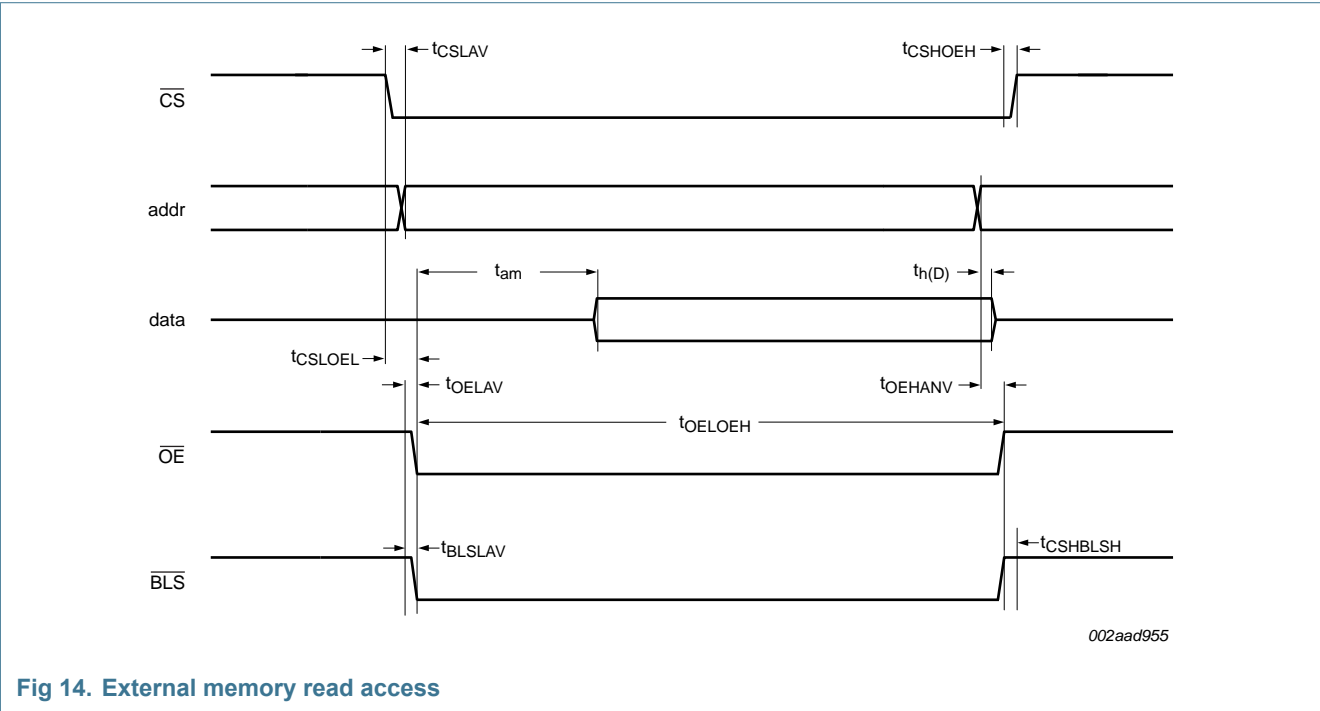 tCSLAV
tCSHOEH
CS
addr
tam
th(D)
data
tCSLOEL
tOELAV
tOEHANV
tOELOEH
OE
tBLSLAV
tCSHBLSH
BLS
002aad955
Fig 14. External memory read access